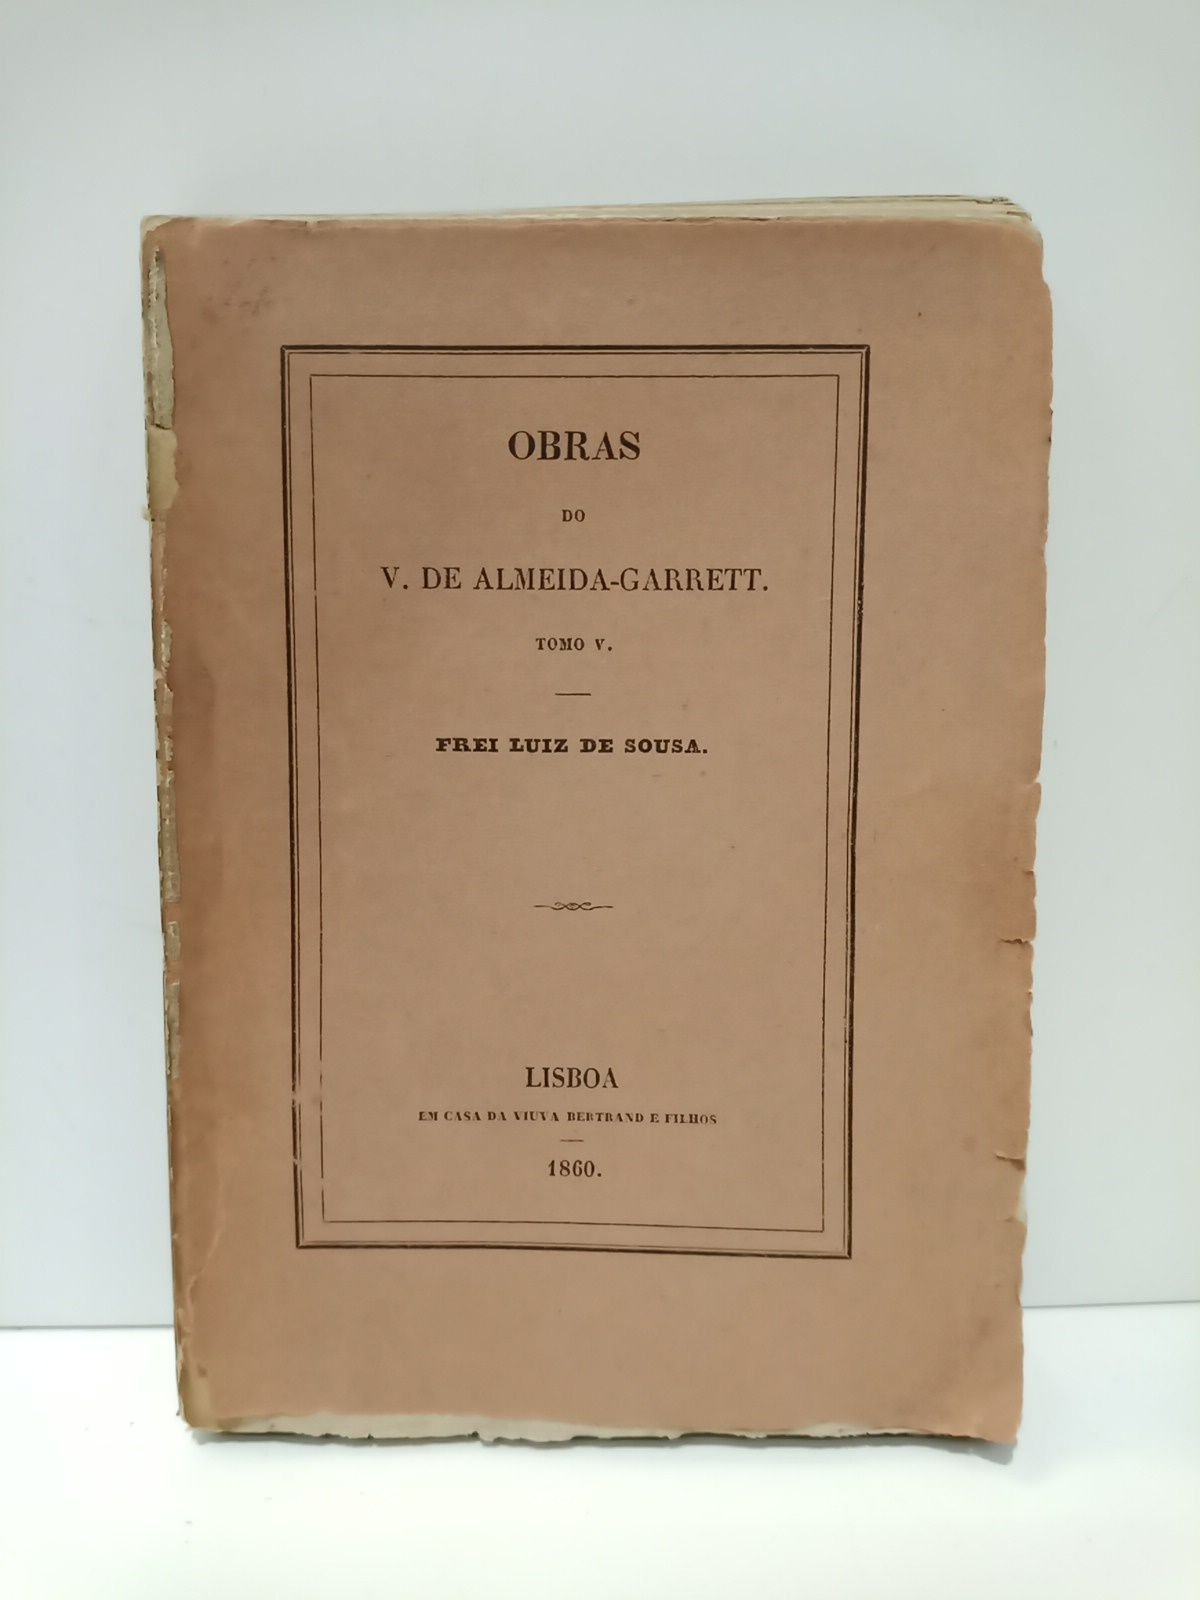 OBRAS
DO
V. DE ALMEIDA-GARRETT.
TOMO V.
FREI LUIZ DE SOUSA.
LISBOA
EM CASA DA VIUVA BERTRAND E FILHOS
1860.